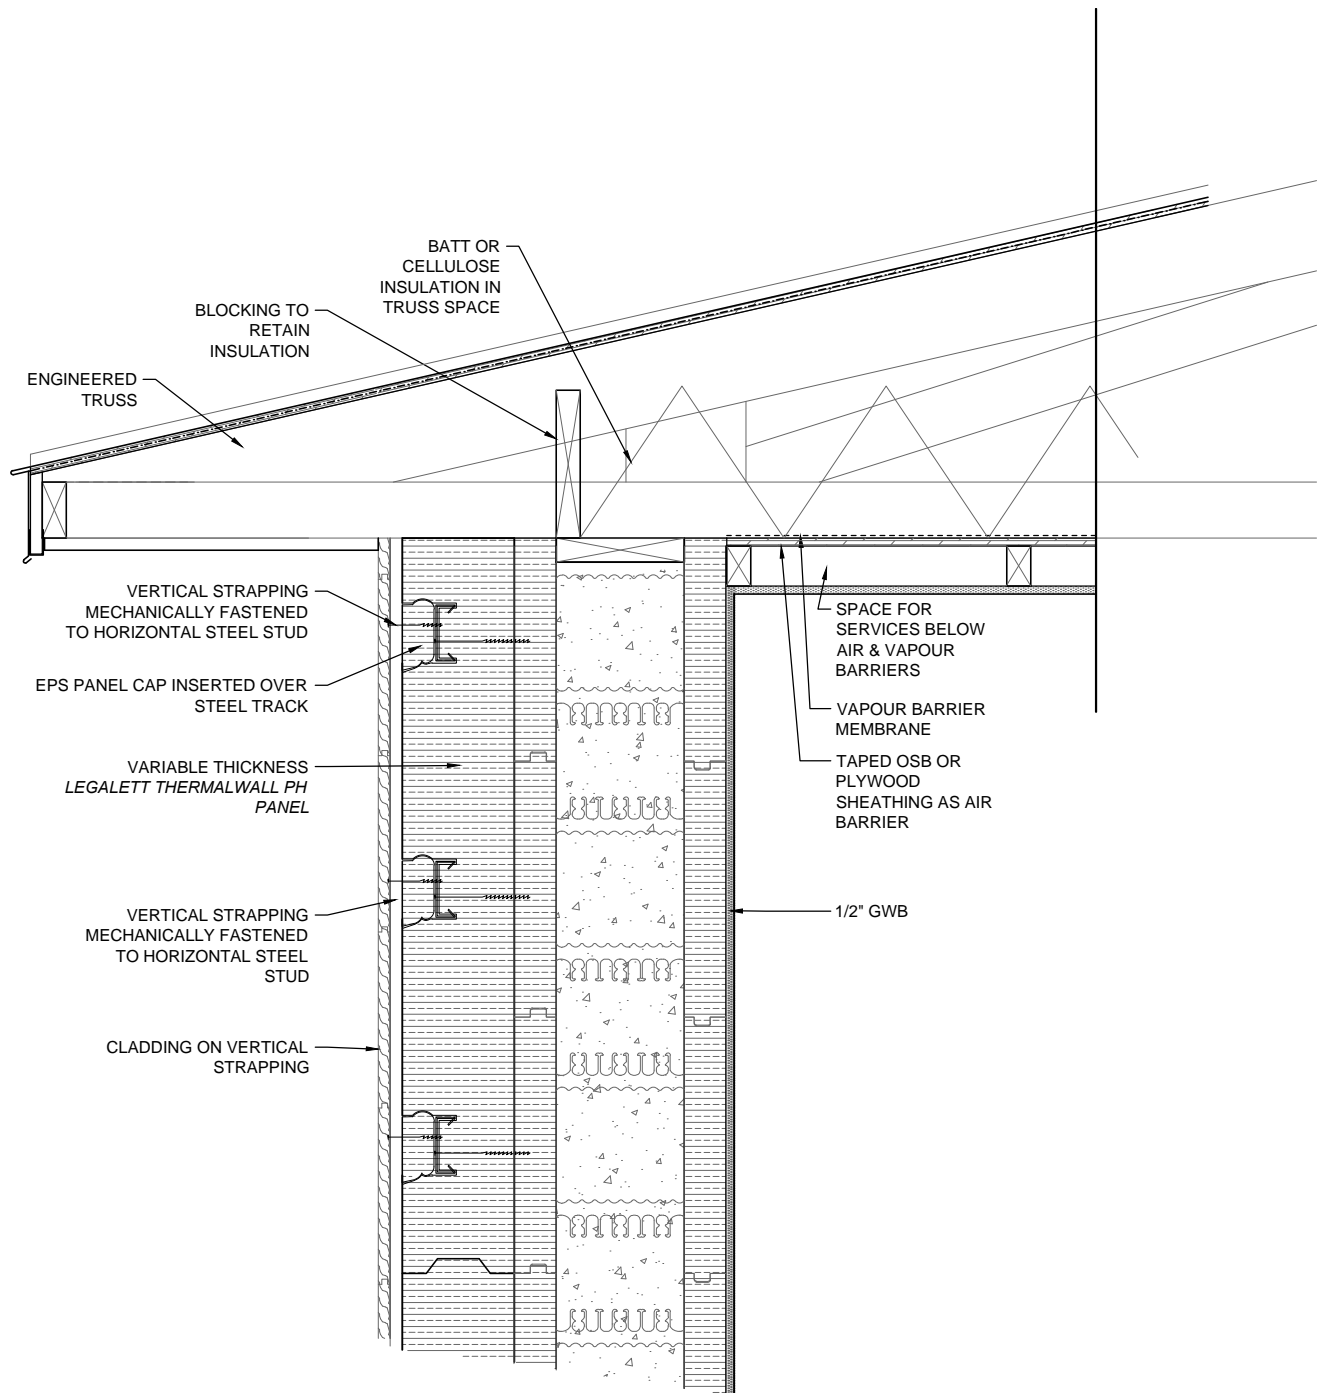 BATT OR
CELLULOSE
INSULATION IN
TRUSS SPACE
BLOCKING TO
RETAIN
INSULATION
ENGINEERED
TRUSS
VERTICAL STRAPPING
MECHANICALLY FASTENED
TO HORIZONTAL STEEL STUD
EPS PANEL CAP INSERTED OVER
STEEL TRACK
VARIABLE THICKNESS
LEGALETT THERMALWALL PH
PANEL
VERTICAL STRAPPING
MECHANICALLY FASTENED
TO HORIZONTAL STEEL
STUD
CLADDING ON VERTICAL
STRAPPING
SPACE FOR
SERVICES BELOW
AIR & VAPOUR
BARRIERS
VAPOUR BARRIER
MEMBRANE
TAPED OSB OR
PLYWOOD
SHEATHING AS AIR
BARRIER
1/2" GWB